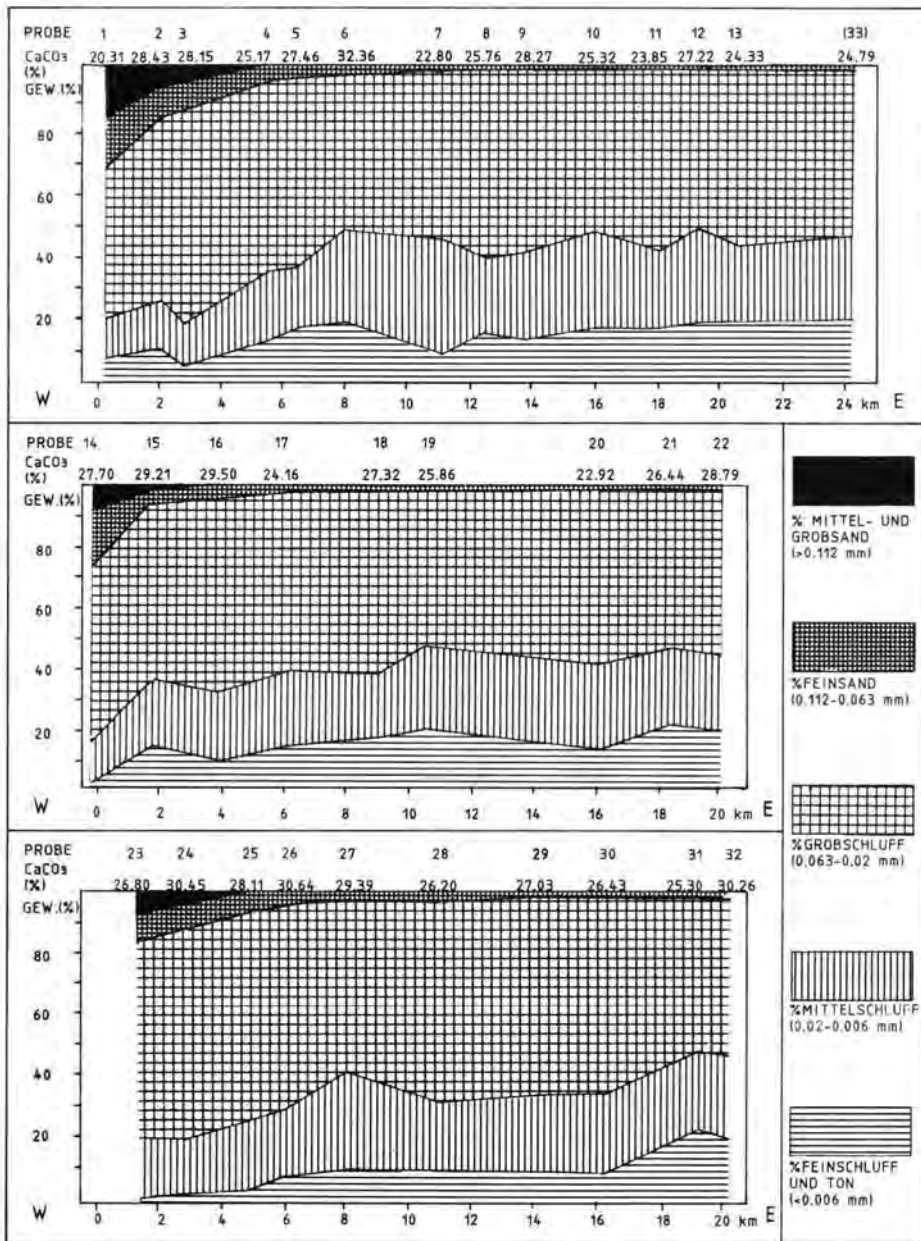 PROBE 1 2 3 4 5 6 7 8 9 10 11 12 13 (33)
CaCO3 (%) 20.31 28.43 28.15 25.17 27.46 32.36 22.80 25.76 28.27 25.32 23.85 27.22 24.33 24.79
GEW.(%)
80
60
40
20
W E
0 2 4 6 8 10 12 14 16 18 20 22 24 km
PROBE 14 15 16 17 18 19 20 21 22
CaCO3 (%) 27.70 29.21 29.50 24.16 27.32 25.86 22.92 26.44 28.79
GEW.(%)
80
60
40
20
W E
0 2 4 6 8 10 12 14 16 18 20 km
PROBE 23 24 25 26 27 28 29 30 31 32
CaCO3 (%) 26.80 30.45 28.11 30.64 29.39 26.20 27.03 26.43 25.30 30.26
GEW.(%)
80
60
40
20
W E
0 2 4 6 8 10 12 14 16 18 20 km
% MITTEL- UND
GROBSAND
(>0.112 mm)
%FEINSAND
(0.112-0.063 mm)
%GROBSCHLUFF
(0,063-0.02 mm)
%MITTELSCHLUFF
(0.02-0.006 mm)
%FEINSCHLUFF
UND TON
(<0.006 mm)